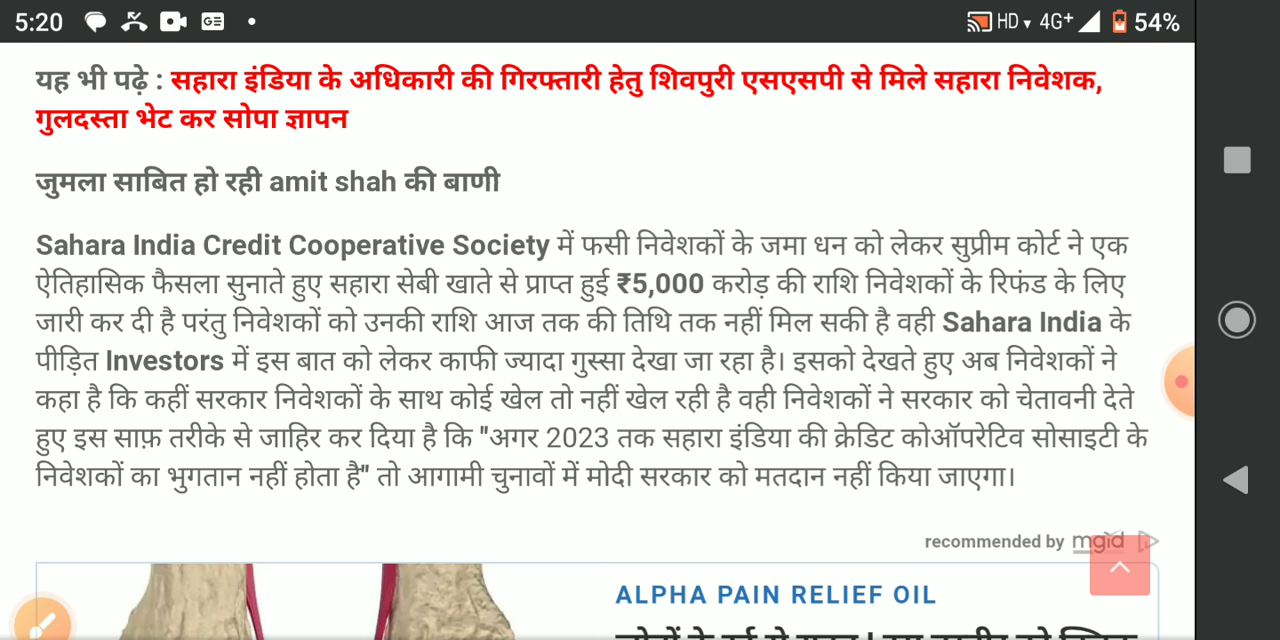 5:20
GE
HD 4G+ 54%
यह भी पढ़े : सहारा इंडिया के अधिकारी की गिरफ्तारी हेतु शिवपुरी एसएसपी से मिले सहारा निवेशक,
गुलदस्ता भेट कर सोपा ज्ञापन
जुमला साबित हो रही amit shah की बाणी
Sahara India Credit Cooperative Society में फसी निवेशकों के जमा धन को लेकर सुप्रीम कोर्ट ने एक
ऐतिहासिक फैसला सुनाते हुए सहारा सेबी खाते से प्राप्त हुई ₹5,000 करोड़ की राशि निवेशकों के रिफंड के लिए
जारी कर दी है परंतु निवेशकों को उनकी राशि आज तक की तिथि तक नहीं मिल सकी है वही Sahara India के
पीड़ित Investors में इस बात को लेकर काफी ज्यादा गुस्सा देखा जा रहा है। इसको देखते हुए अब निवेशकों ने
कहा है कि कहीं सरकार निवेशकों के साथ कोई खेल तो नहीं खेल रही है वही निवेशकों ने सरकार को चेतावनी देते
हुए इस साफ़ तरीके से जाहिर कर दिया है कि "अगर 2023 तक सहारा इंडिया की क्रेडिट कोऑपरेटिव सोसाइटी के
निवेशकों का भुगतान नहीं होता है" तो आगामी चुनावों में मोदी सरकार को मतदान नहीं किया जाएगा।
recommended by mgid
ALPHA PAIN RELIEF OIL